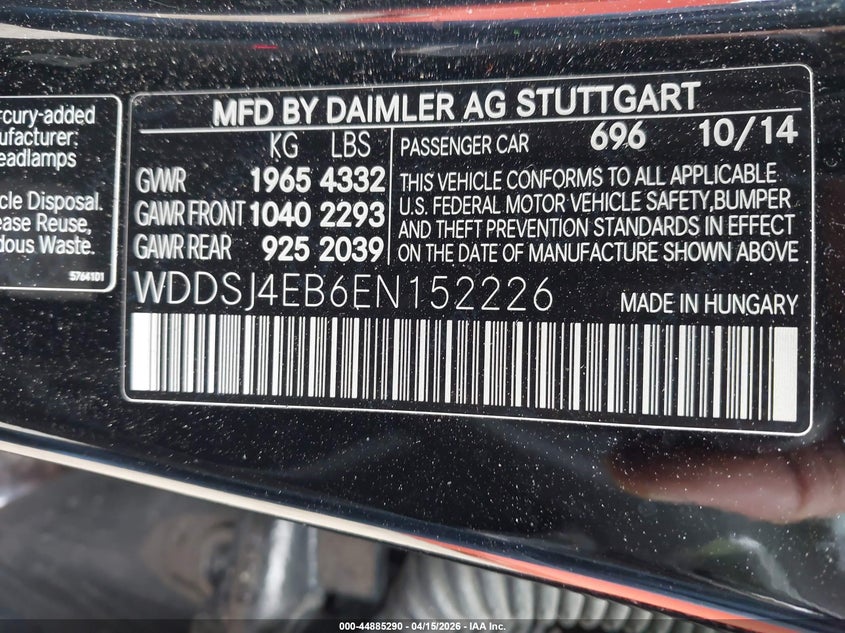 rcury-added
nufacturer:
eadlamps
cle Disposal.
ease Reuse,
dous Waste.
5764101
MFD BY DAIMLER AG STUTTGART
KG LBS
GVWR 1965 4332
GAWR FRONT 1040 2293
GAWR REAR 925 2039
PASSENGER CAR 696 10/14
THIS VEHICLE CONFORMS TO ALL APPLICABLE
U.S. FEDERAL MOTOR VEHICLE SAFETY,BUMPER
AND THEFT PREVENTION STANDARDS IN EFFECT
ON THE DATE OF MANUFACTURE SHOWN ABOVE
WDDSJ4EB6EN152226 MADE IN HUNGARY
000-44885290 - 04/15/2026 - IAA Inc.